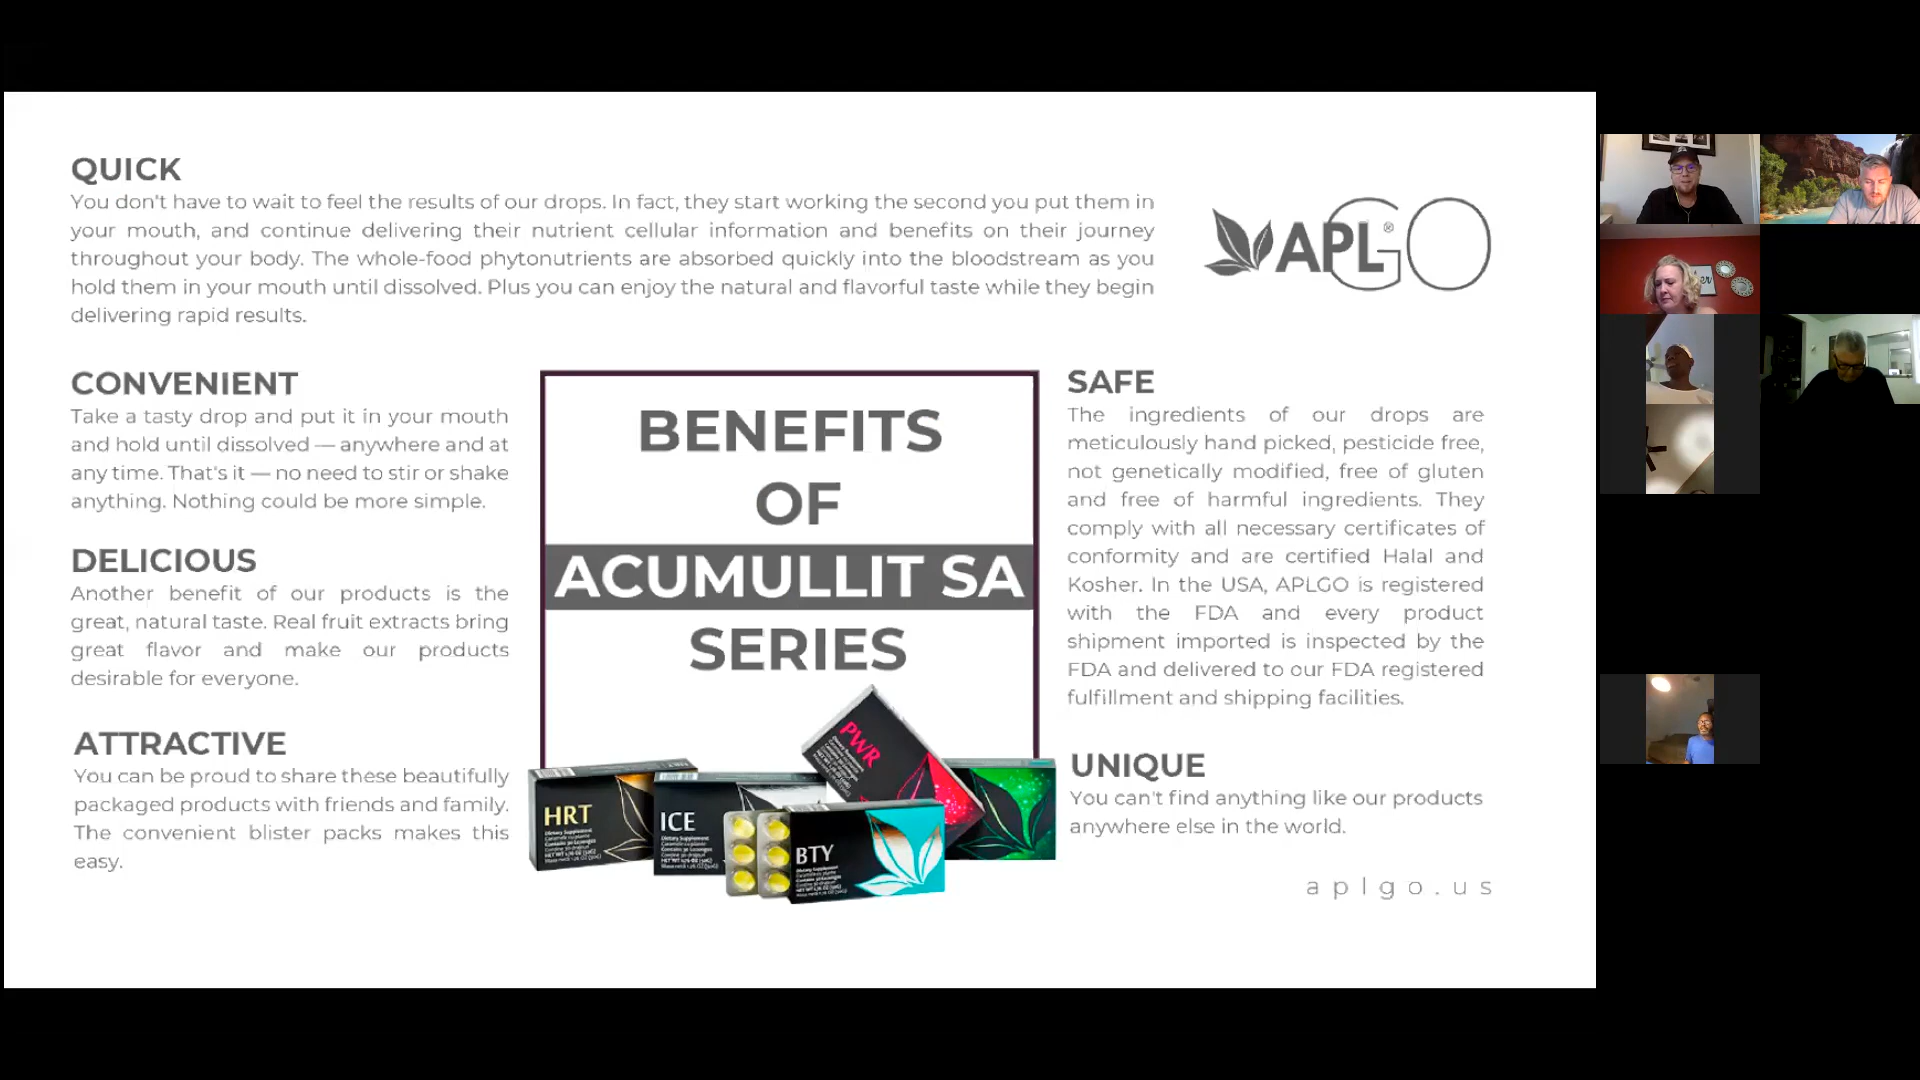 QUICK
You don't have to wait to feel the results of our drops. In fact, they start working the second you put them in
your mouth, and continue delivering their nutrient cellular information and benefits on their journey
throughout your body. The whole-food phytonutrients are absorbed quickly into the bloodstream as you
hold them in your mouth until dissolved. Plus you can enjoy the natural and flavorful taste while they begin
delivering rapid results.
APLGO®
CONVENIENT
Take a tasty drop and put it in your mouth
and hold until dissolved — anywhere and at
any time. That's it — no need to stir or shake
anything. Nothing could be more simple.
DELICIOUS
Another benefit of our products is the
great, natural taste. Real fruit extracts bring
great flavor and make our products
desirable for everyone.
ATTRACTIVE
You can be proud to share these beautifully
packaged products with friends and family.
The convenient blister packs makes this
easy.
BENEFITS
OF
ACUMULLIT SA
SERIES
HRT
Dietary Supplement
ICE
Dietary Supplement
PWR
Dietary Supplement
BTY
Dietary Supplement
SAFE
The ingredients of our drops are
meticulously hand picked, pesticide free,
not genetically modified, free of gluten
and free of harmful ingredients. They
comply with all necessary certificates of
conformity and are certified Halal and
Kosher. In the USA, APLGO is registered
with the FDA and every product
shipment imported is inspected by the
FDA and delivered to our FDA registered
fulfillment and shipping facilities.
UNIQUE
You can't find anything like our products
anywhere else in the world.
aplgo.us